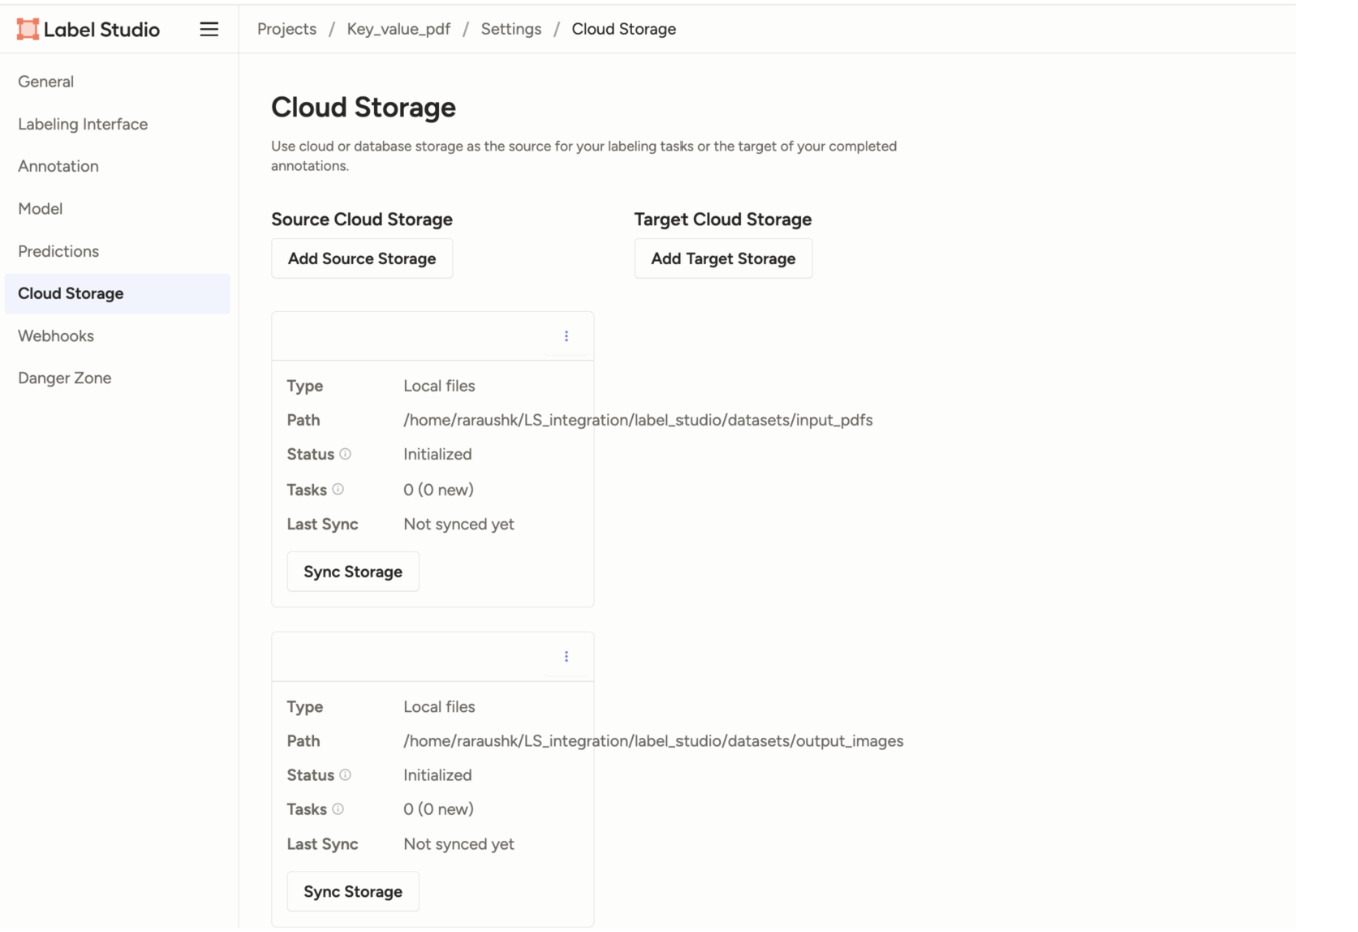 Label Studio
Projects / Key_value_pdf / Settings / Cloud Storage
General
Labeling Interface
Annotation
Model
Predictions
Cloud Storage
Webhooks
Danger Zone
Cloud Storage
Use cloud or database storage as the source for your labeling tasks or the target of your completed
annotations.
Source Cloud Storage
Add Source Storage
Target Cloud Storage
Add Target Storage
Type Local files
Path /home/raraushk/LS_integration/label_studio/datasets/input_pdfs
Status Initialized
Tasks 0 (0 new)
Last Sync Not synced yet
Sync Storage
Type Local files
Path /home/raraushk/LS_integration/label_studio/datasets/output_images
Status Initialized
Tasks 0 (0 new)
Last Sync Not synced yet
Sync Storage